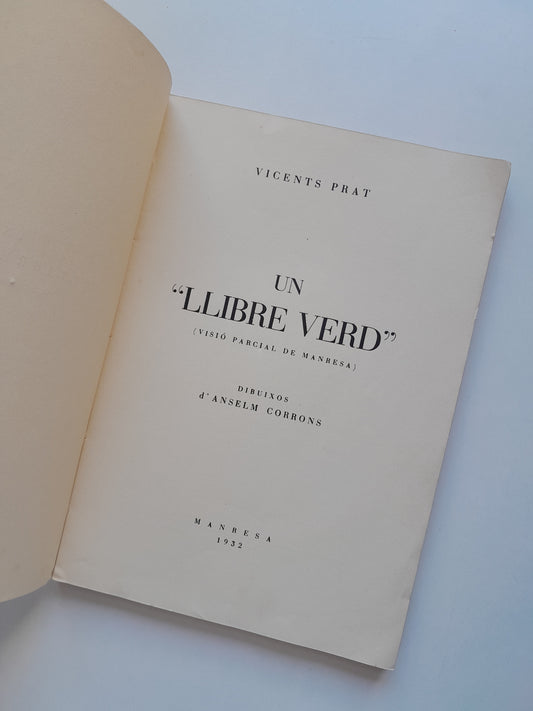 VICENTS PRAT
UN
“LLIBRE VERD”
(VISIÓ PARCIAL DE MANRESA)
DIBUIXOS
d'ANSELM CORRONS
MANRESA
1932